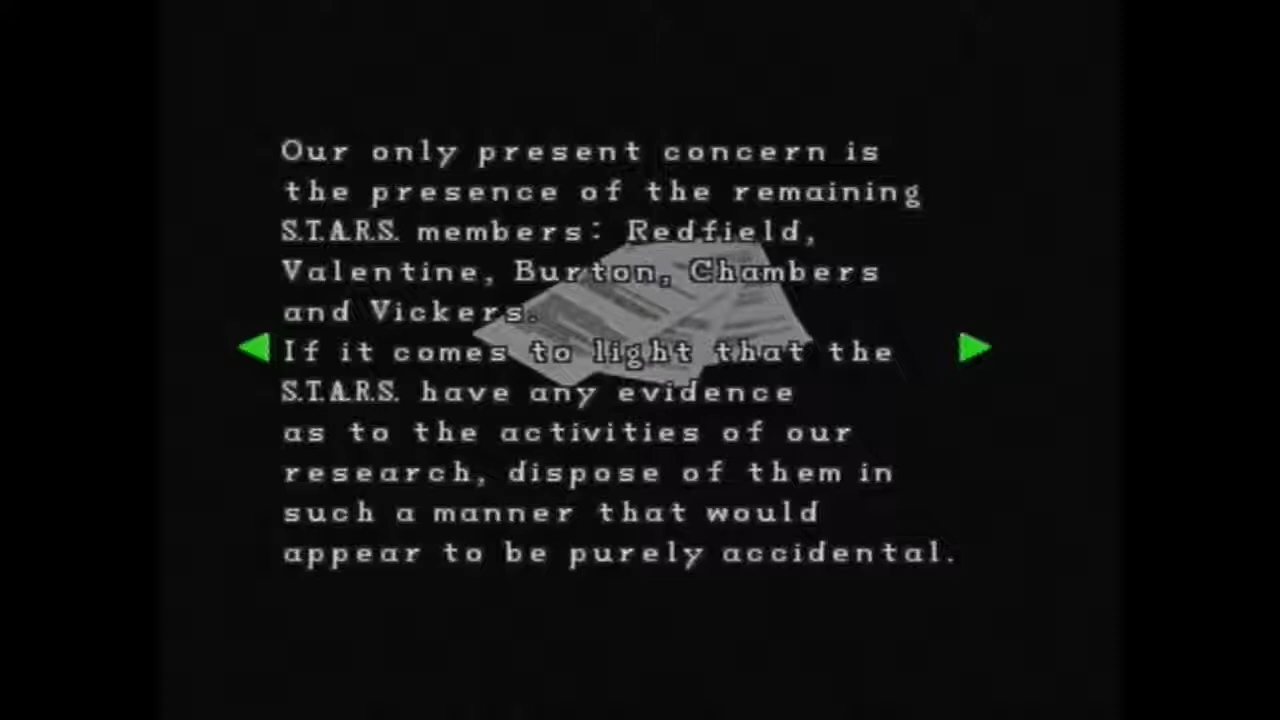 Our only present concern is
the presence of the remaining
S.T.A.R.S. members: Redfield,
Valentine, Burton, Chambers
and Vickers.
If it comes to light that the
S.T.A.R.S. have any evidence
as to the activities of our
research, dispose of them in
such a manner that would
appear to be purely accidental.